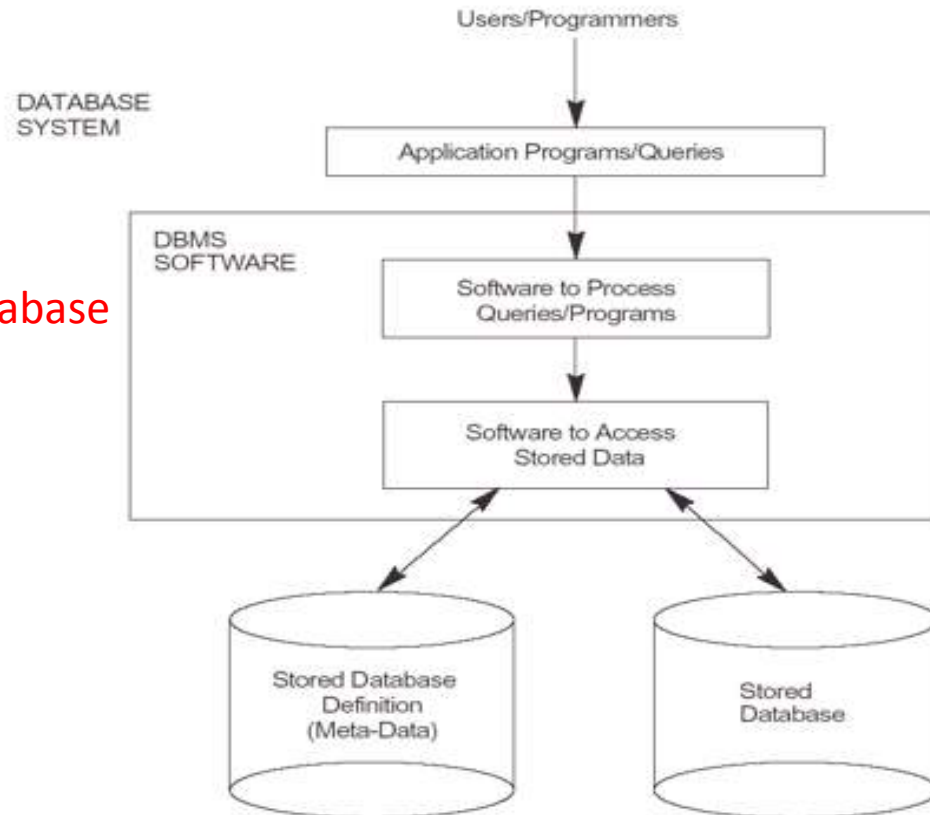 Users/Programmers
DATABASE
SYSTEM
Application Programs/Queries
DBMS
SOFTWARE
Software to Process
Queries/Programs
abase
Software to Access
Stored Data
Stored Database
Definition
(Meta-Data)
Stored
Database